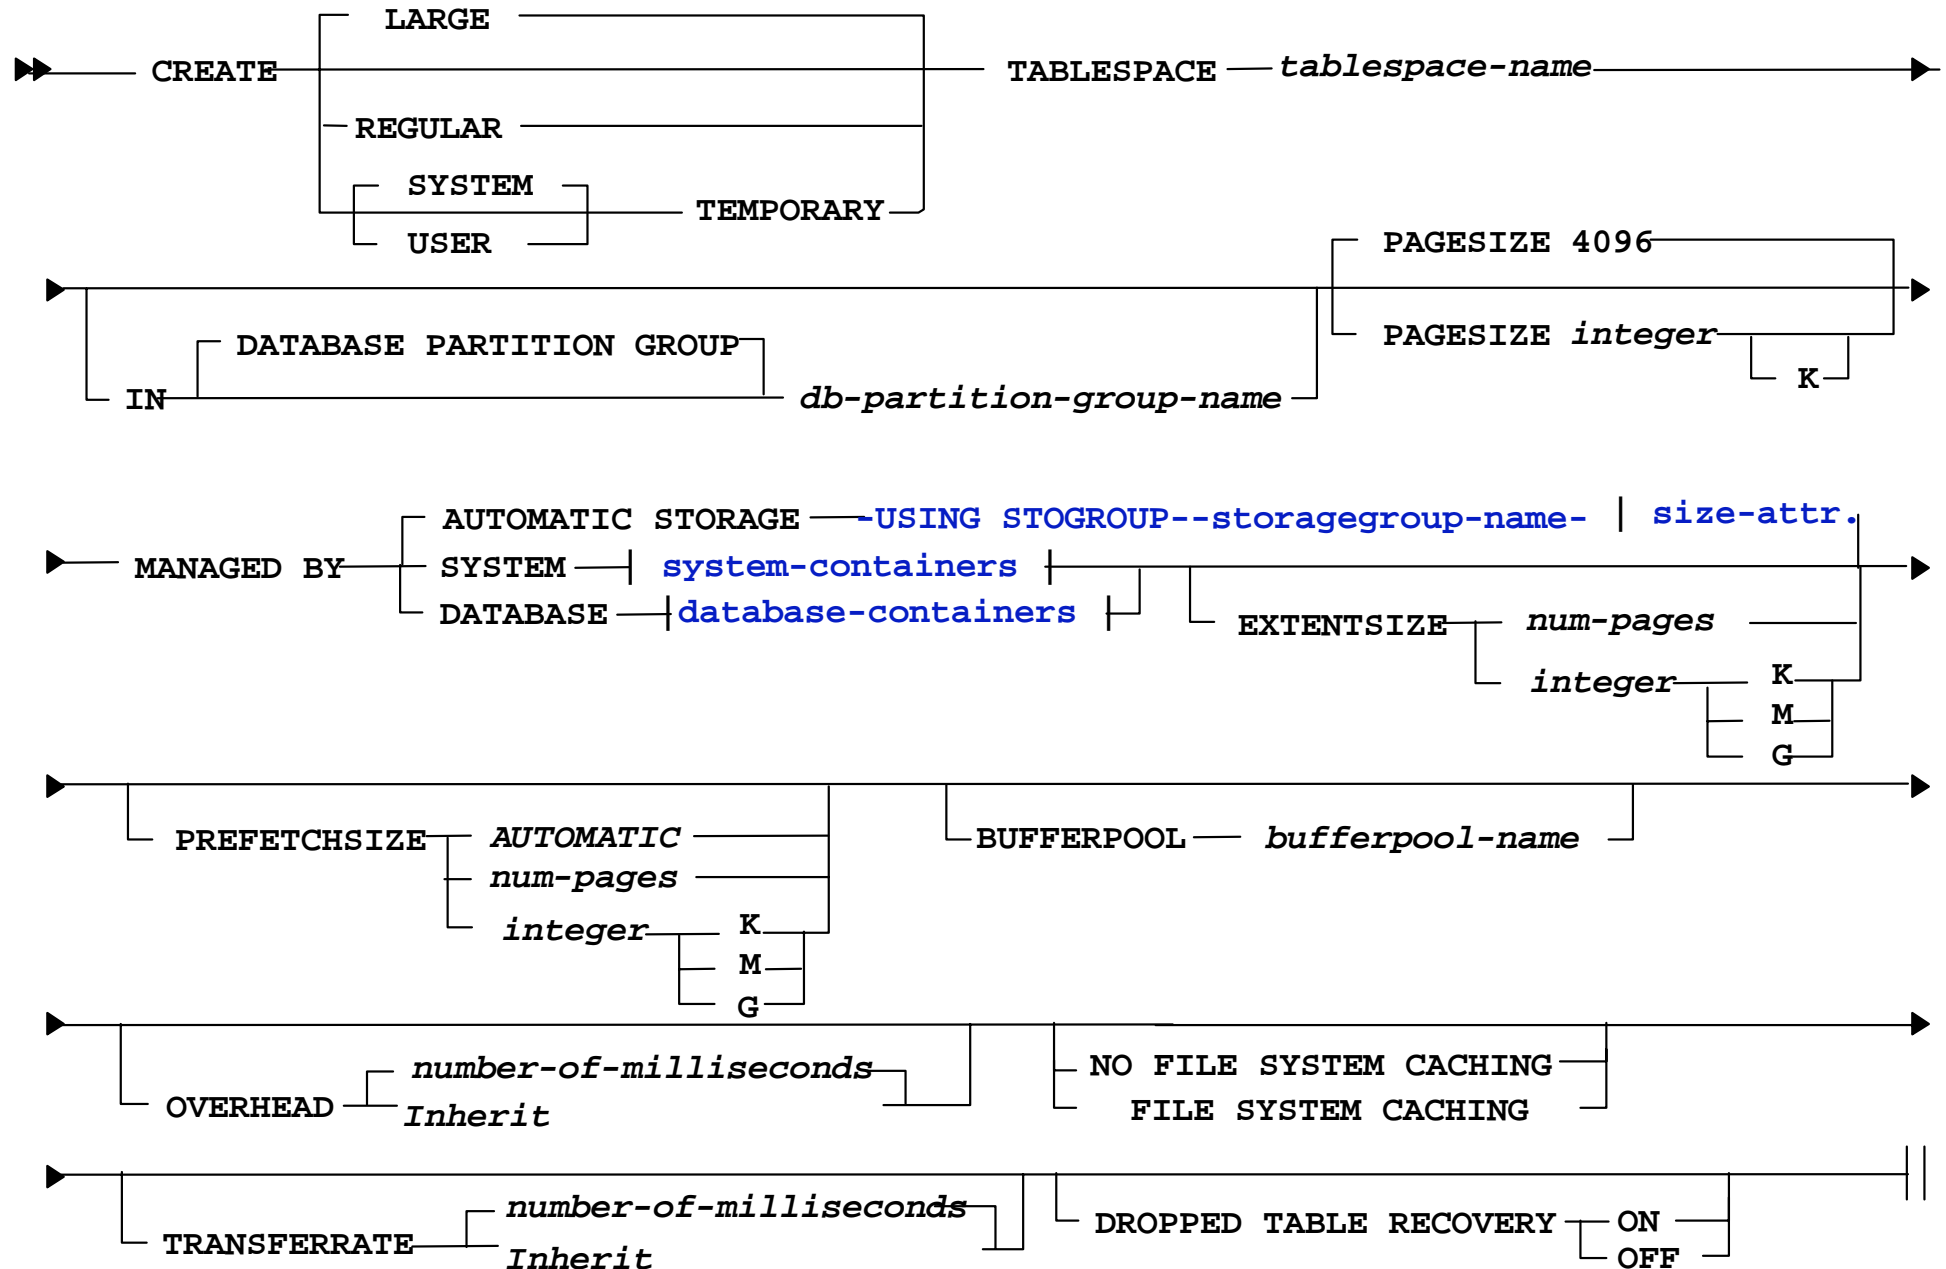 LARGE
CREATE TABLESPACE tablespace-name
REGULAR
SYSTEM
TEMPORARY
USER
PAGESIZE 4096
PAGESIZE integer
DATABASE PARTITION GROUP
K
IN db-partition-group-name
AUTOMATIC STORAGE -USING STOGROUP--storagegroup-name- | size-attr.
MANAGED BY SYSTEM | system-containers |
DATABASE | database-containers |
EXTENTSIZE num-pages
integer K
M
G
PREFETCHSIZE AUTOMATIC BUFFERPOOL bufferpool-name
num-pages
integer K
M
G
number-of-milliseconds NO FILE SYSTEM CACHING
OVERHEAD Inherit FILE SYSTEM CACHING
number-of-milliseconds DROPPED TABLE RECOVERY ON
TRANSFERRATE Inherit OFF